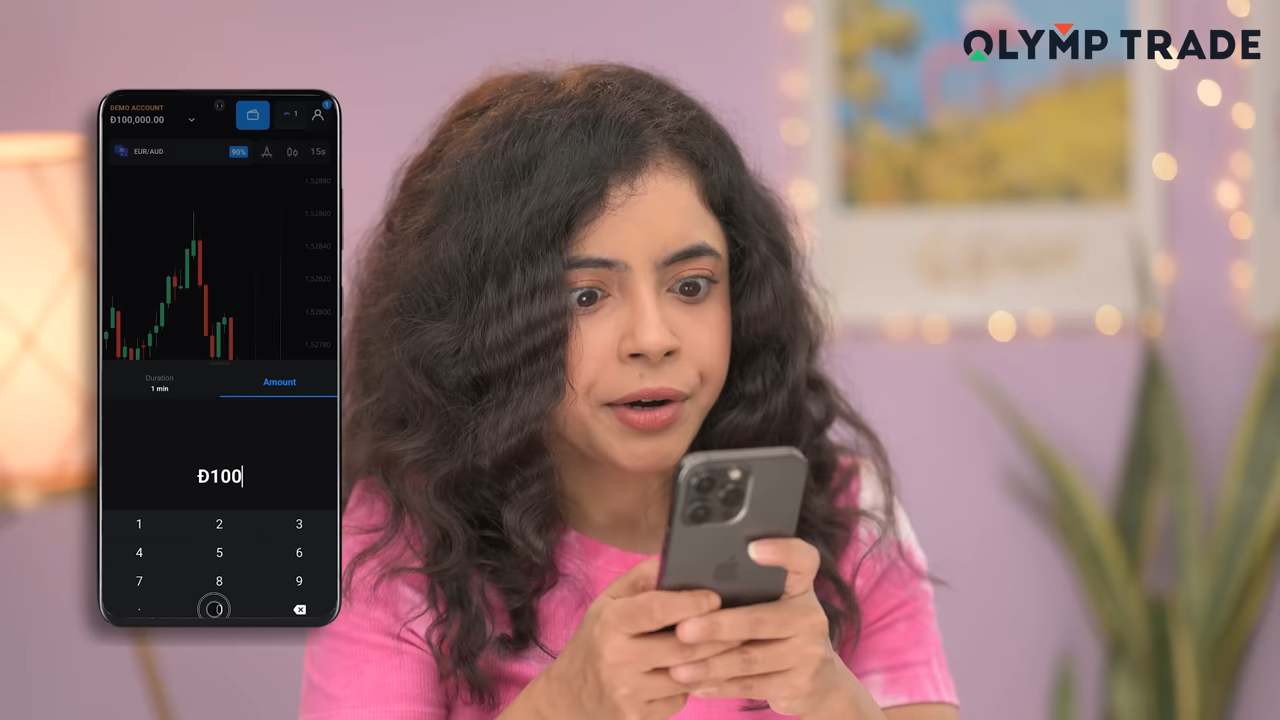 OLYMP TRADE
DEMO ACCOUNT
Đ100,000.00
1
1
EUR/AUD
90%
15s
1.52880
1.52860
1.52840
1.52820
1.52800
1.52780
Duration
1 min
Amount
Đ100
1 2 3
4 5 6
7 8 9
. 0